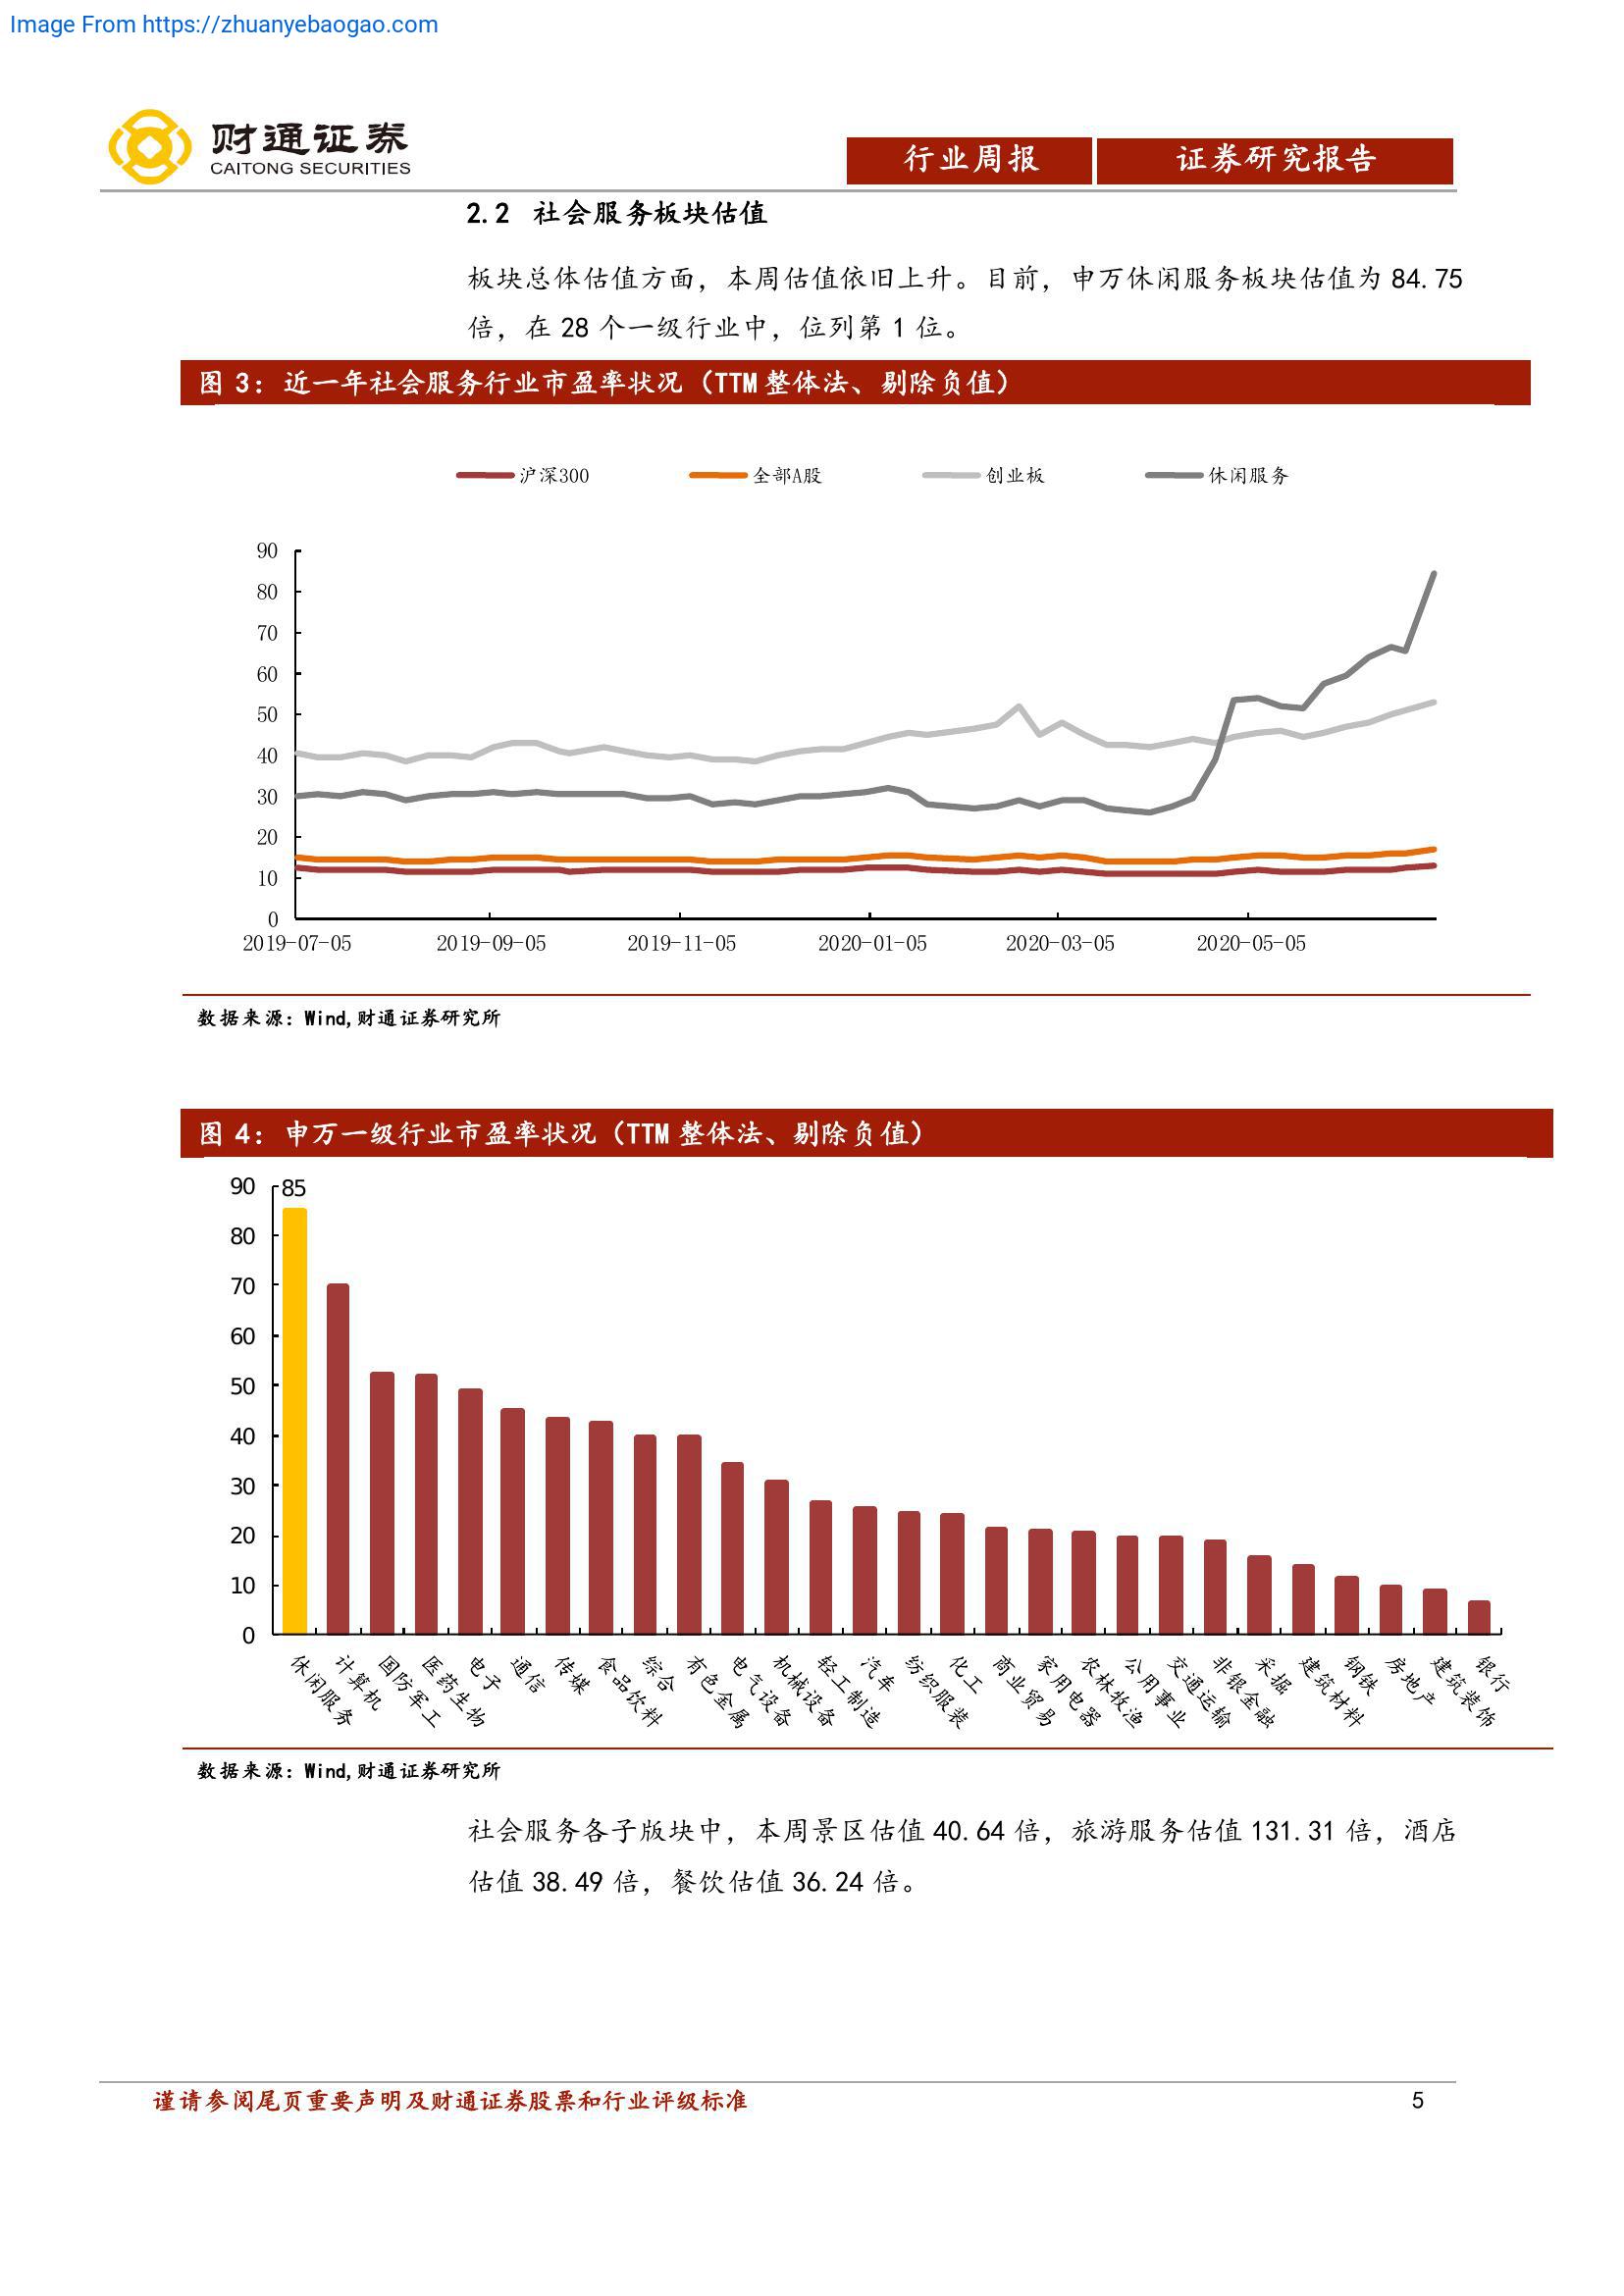 Image From https://zhuanyebaogao.com
财通证券
CAITONG SECURITIES
行业周报
证券研究报告
2.2 社会服务板块估值
板块总体估值方面，本周估值依旧上升。目前，申万休闲服务板块估值为 84.75
倍，在 28 个一级行业中，位列第 1 位。
图 3：近一年社会服务行业市盈率状况（TTM 整体法、剔除负值）
沪深300 全部A股 创业板 休闲服务
90
80
70
60
50
40
30
20
10
0
2019-07-05 2019-09-05 2019-11-05 2020-01-05 2020-03-05 2020-05-05
数据来源：Wind,财通证券研究所
图 4：申万一级行业市盈率状况（TTM 整体法、剔除负值）
85
90
80
70
60
50
40
30
20
10
0
休闲服务 计算机 国防军工 医药生物 电子 通信 传媒 食品饮料 综合 有色金属 电气设备 机械设备 轻工制造 汽车 纺织服装 化工 商业贸易 家用电器 农林牧渔 公用事业 交通运输 非银金融 采掘 建筑材料 钢铁 房地产 建筑装饰 银行
数据来源：Wind,财通证券研究所
社会服务各子版块中，本周景区估值 40.64 倍，旅游服务估值 131.31 倍，酒店
估值 38.49 倍，餐饮估值 36.24 倍。
谨请参阅尾页重要声明及财通证券股票和行业评级标准
5